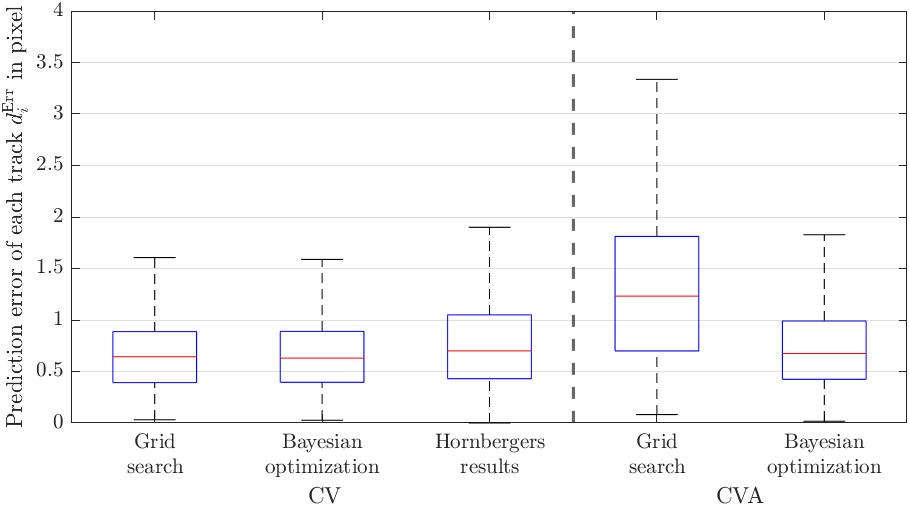 Prediction error of each track d_i^Err in pixel
4
3.5
3
2.5
2
1.5
1
0.5
0
Grid
search
Bayesian
optimization
Hornbergers
results
Grid
search
Bayesian
optimization
CV
CVA